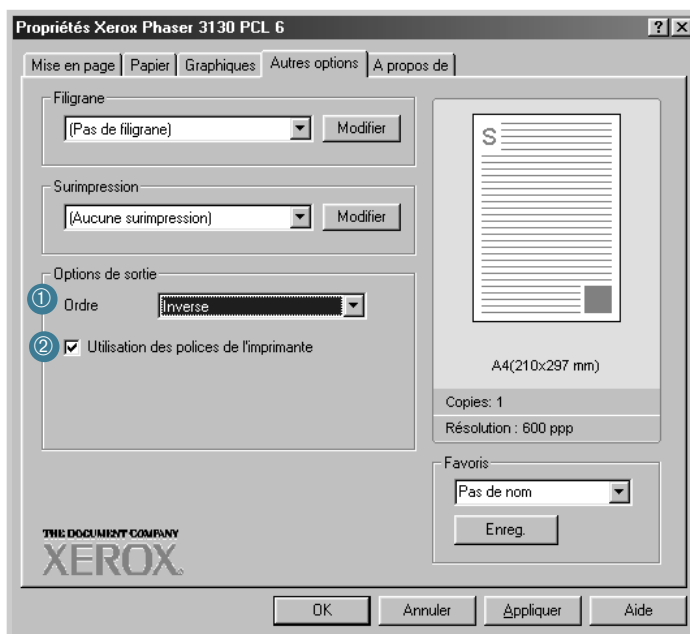 Propriétés Xerox Phaser 3130 PCL 6
Mise en page Papier Graphiques Autres options A propos de
Filigrane
(Pas de filigrane) Modifier
Surimpression
(Aucune surimpression) Modifier
Options de sortie
① Ordre Inverse
② Utilisation des polices de l'imprimante
S
A4(210x297 mm)
Copies: 1
Résolution : 600 ppp
Favoris
Pas de nom
Enreg.
THE DOCUMENT COMPANY
XEROX.
OK Annuler Appliquer Aide